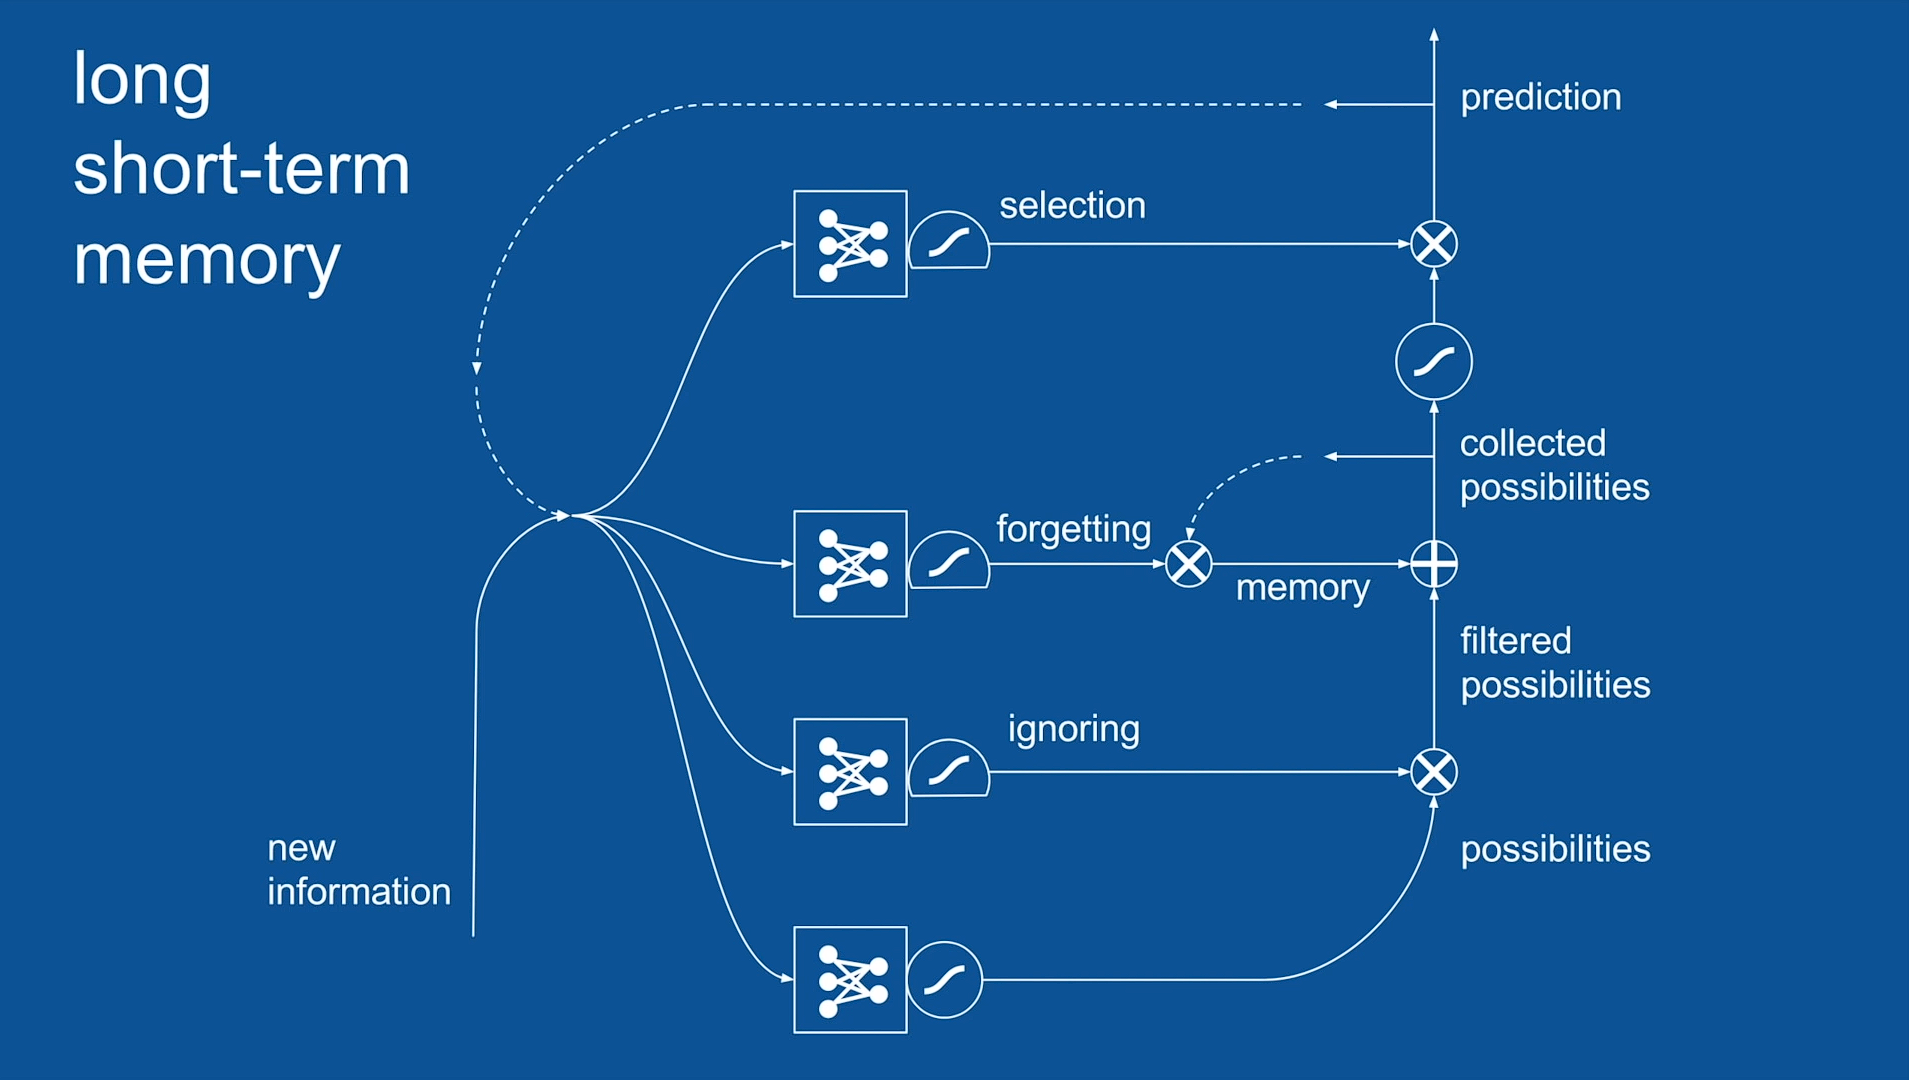 long
short-term
memory
prediction
selection
collected
possibilities
forgetting
memory
filtered
possibilities
ignoring
new
information
possibilities